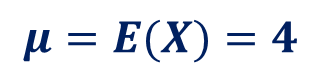 μ = E(X) = 4